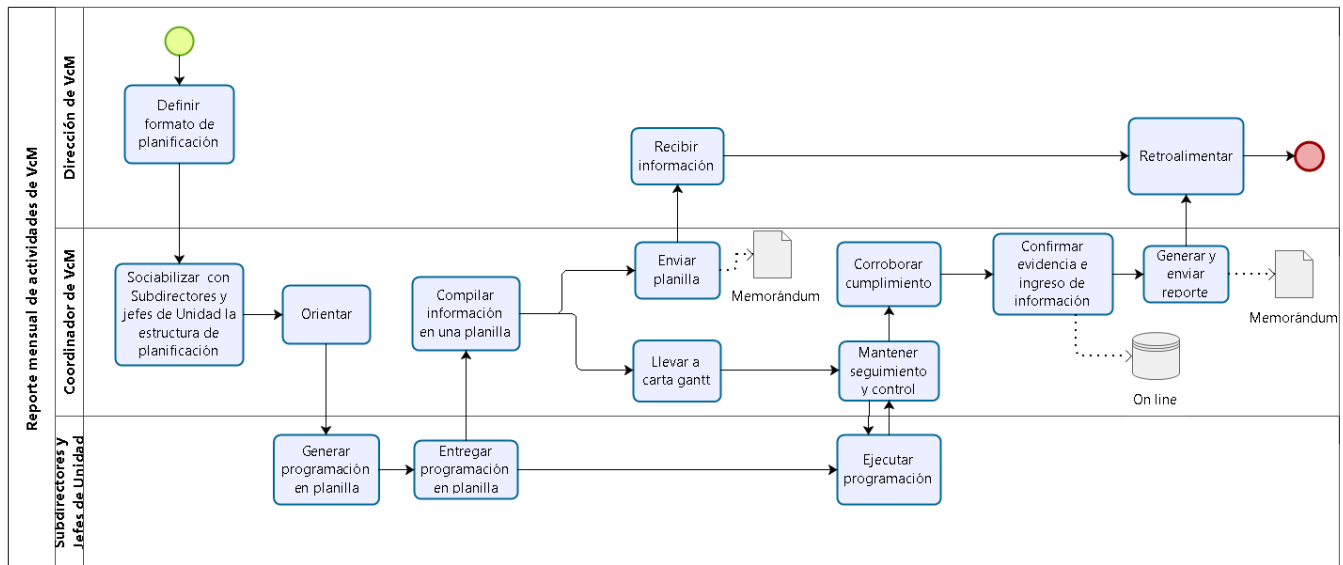 Reporte mensual de actividades de VcM
Dirección de VcM
Definir
formato de
planificación
Recibir
información
Retroalimentar
Coordinador de VcM
Sociabilizar con
Subdirectores y
jefes de Unidad la
estructura de
planificación
Orientar
Compilar
información
en una planilla
Enviar
planilla
Memorándum
Llevar a
carta gantt
Corroborar
cumplimiento
Mantener
seguimiento
y control
Confirmar
evidencia e
ingreso de
información
On line
Generar y
enviar
reporte
Memorándum
Subdirectores y
Jefes de Unidad
Generar
programación
en planilla
Entregar
programación
en planilla
Ejecutar
programación